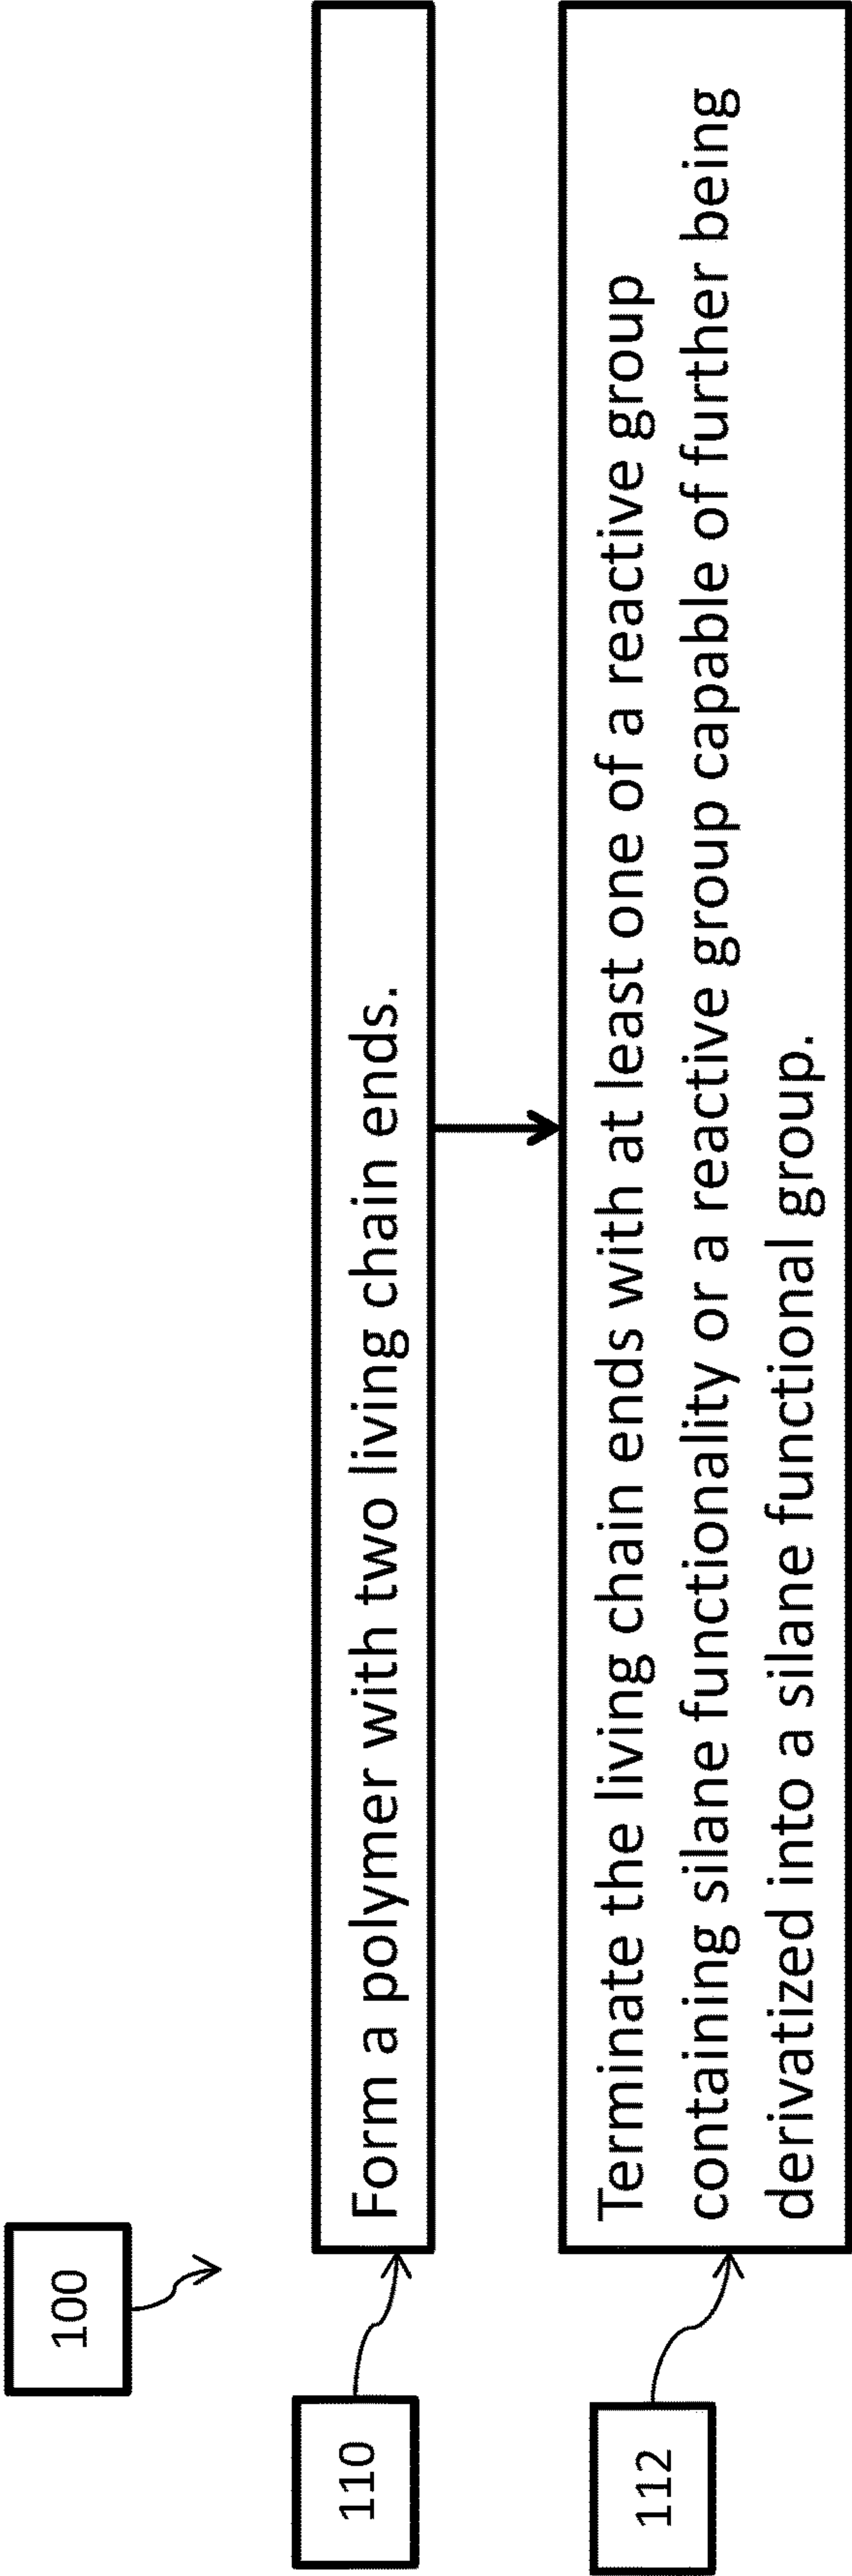 100
110
Form a polymer with two living chain ends.
112
Terminate the living chain ends with at least one of a reactive group
containing silane functionality or a reactive group capable of further being
derivatized into a silane functional group.